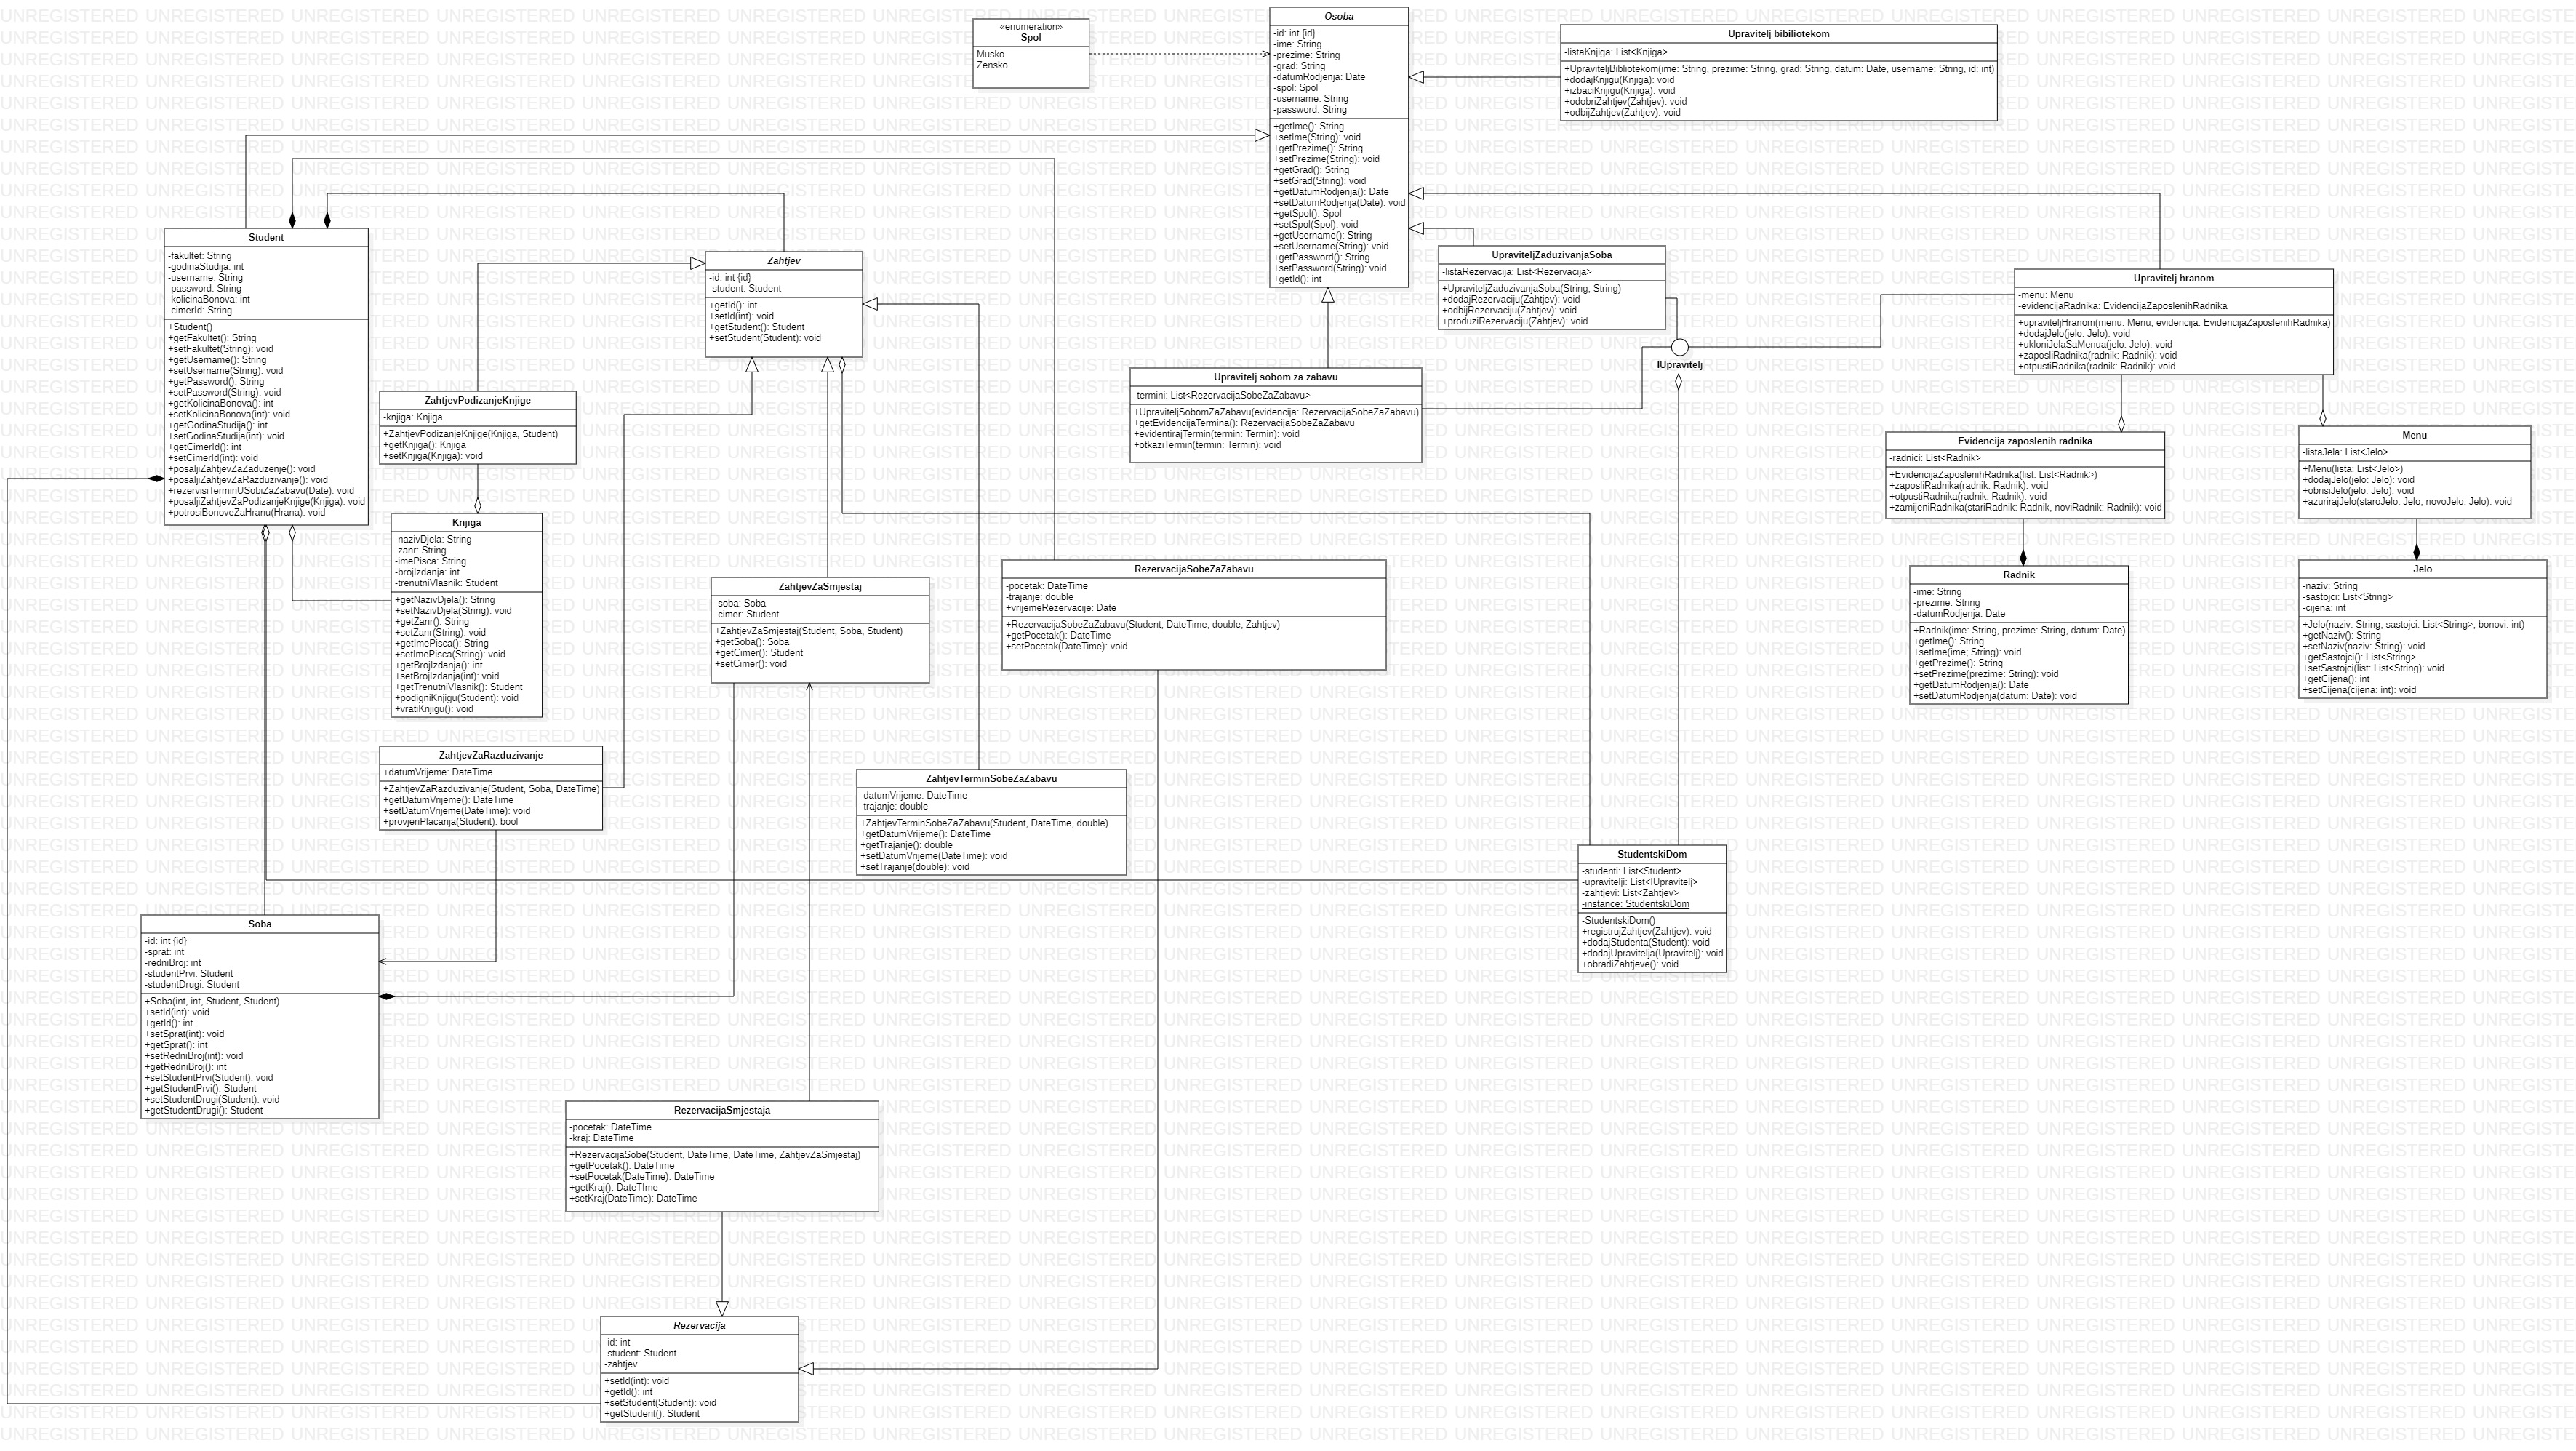 «enumeration»
Spol
Musko
Zensko
Osoba
-id: int {id}
-ime: String
-prezime: String
-grad: String
-datumRodjenja: Date
-spol: Spol
-username: String
-password: String
+getIme(): String
+setIme(String): void
+getPrezime(): String
+setPrezime(String): void
+getGrad(): String
+setGrad(String): void
+getDatumRodjenja(): Date
+setDatumRodjenja(Date): void
+getSpol(): Spol
+setSpol(Spol): void
+getUsername(): String
+setUsername(String): void
+getPassword(): String
+setPassword(String): void
+getId(): int
Upravitelj bibiliotekom
-listaKnjiga: List<Knjiga>
+UpraviteljBibliotekom(ime: String, prezime: String, grad: String, datum: Date, username: String, id: int)
+dodajKnjigu(Knjiga): void
+izbaciKnjigu(Knjiga): void
+odobriZahtjev(Zahtjev): void
+odbijZahtjev(Zahtjev): void
Student
-fakultet: String
-godinaStudija: int
-username: String
-password: String
-kolicinaBonova: int
-cimerId: String
+Student()
+getFakultet(): String
+setFakultet(String): void
+getUsername(): String
+setUsername(String): void
+getPassword(): String
+setPassword(String): void
+getKolicinaBonova(): int
+setKolicinaBonova(int): void
+getGodinaStudija(): int
+setGodinaStudija(int): void
+getCimerId(): int
+setCimerId(int): void
+posaljiZahtjevZaZaduzenje(): void
+posaljiZahtjevZaRazduzivanje(): void
+rezervisiTerminUSobiZaZabavu(Date): void
+posaljiZahtjevZaPodizanjeKnjige(Knjiga): void
+potrosiBonoveZaHranu(Hrana): void
Zahtjev
-id: int {id}
-student: Student
+getId(): int
+setId(int): void
+getStudent(): Student
+setStudent(Student): void
UpraviteljZaduzivanjaSoba
-listaRezervacija: List<Rezervacija>
+UpraviteljZaduzivanjaSoba(String, String)
+dodajRezervaciju(Zahtjev): void
+odbijRezervaciju(Zahtjev): void
+produziRezervaciju(Zahtjev): void
IUpravitelj
Upravitelj hranom
-menu: Menu
-evidencijaRadnika: EvidencijaZaposlenihRadnika
+upraviteljHranom(menu: Menu, evidencija: EvidencijaZaposlenihRadnika)
+dodajJelo(jelo: Jelo): void
+ukloniJelaSaMenua(jelo: Jelo): void
+zaposliRadnika(radnik: Radnik): void
+otpustiRadnika(radnik: Radnik): void
Upravitelj sobom za zabavu
-termini: List<RezervacijaSobeZaZabavu>
+UpraviteljSobomZaZabavu(evidencija: RezervacijaSobeZaZabavu)
+getEvidencijaTermina(): RezervacijaSobeZaZabavu
+evidentirajTermin(termin: Termin): void
+otkaziTermin(termin: Termin): void
ZahtjevPodizanjeKnjige
-knjiga: Knjiga
+ZahtjevPodizanjeKnjige(Knjiga, Student)
+getKnjiga(): Knjiga
+setKnjiga(Knjiga): void
Evidencija zaposlenih radnika
-radnici: List<Radnik>
+EvidencijaZaposlenihRadnika(list: List<Radnik>)
+zaposliRadnika(radnik: Radnik): void
+otpustiRadnika(radnik: Radnik): void
+zamijeniRadnika(stariRadnik: Radnik, noviRadnik: Radnik): void
Menu
-listaJela: List<Jelo>
+Menu(lista: List<Jelo>)
+dodajJelo(jelo: Jelo): void
+obrisiJelo(jelo: Jelo): void
+azurirajJelo(staroJelo: Jelo, novoJelo: Jelo): void
Knjiga
-nazivDjela: String
-zanr: String
-imePisca: String
-brojIzdanja: int
-trenutniVlasnik: Student
+getNazivDjela(): String
+setNazivDjela(String): void
+getZanr(): String
+setZanr(String): void
+getImePisca(): String
+setImePisca(String): void
+getBrojIzdanja(): int
+setBrojIzdanja(int): void
+getTrenutniVlasnik(): Student
+podigniKnjigu(Student): void
+vratiKnjigu(): void
ZahtjevZaSmjestaj
-soba: Soba
-cimer: Student
+ZahtjevZaSmjestaj(Student, Soba, Student)
+getSoba(): Soba
+getCimer(): Student
+setCimer(): void
RezervacijaSobeZaZabavu
-pocetak: DateTime
-trajanje: double
+vrijemeRezervacije: Date
+RezervacijaSobeZaZabavu(Student, DateTime, double, Zahtjev)
+getPocetak(): DateTime
+setPocetak(DateTime): void
Radnik
-ime: String
-prezime: String
-datumRodjenja: Date
+Radnik(ime: String, prezime: String, datum: Date)
+getIme(): String
+setIme(ime; String): void
+getPrezime(): String
+setPrezime(prezime: String): void
+getDatumRodjenja(): Date
+setDatumRodjenja(datum: Date): void
Jelo
-naziv: String
-sastojci: List<String>
-cijena: int
+Jelo(naziv: String, sastojci: List<String>, bonovi: int)
+getNaziv(): String
+setNaziv(naziv: String): void
+getSastojci(): List<String>
+setSastojci(list: List<String>): void
+getCijena(): int
+setCijena(cijena: int): void
ZahtjevZaRazduzivanje
+datumVrijeme: DateTime
+ZahtjevZaRazduzivanje(Student, Soba, DateTime)
+getDatumVrijeme(): DateTime
+setDatumVrijeme(DateTime): void
+provjeriPlacanja(Student): bool
ZahtjevTerminSobeZaZabavu
-datumVrijeme: DateTime
-trajanje: double
+ZahtjevTerminSobeZaZabavu(Student, DateTime, double)
+getDatumVrijeme(): DateTime
+getTrajanje(): double
+setDatumVrijeme(DateTime): void
+setTrajanje(double): void
StudentskiDom
-studenti: List<Student>
-upravitelji: List<IUpravitelj>
-zahtjevi: List<Zahtjev>
-instance: StudentskiDom
-StudentskiDom()
+registrujZahtjev(Zahtjev): void
+dodajStudenta(Student): void
+dodajUpravitelja(Upravitelj): void
+obradiZahtjeve(): void
Soba
-id: int {id}
-sprat: int
-redniBroj: int
-studentPrvi: Student
-studentDrugi: Student
+Soba(int, int, Student, Student)
+setId(int): void
+getId(): int
+setSprat(int): void
+getSprat(): int
+setRedniBroj(int): void
+getRedniBroj(): int
+setStudentPrvi(Student): void
+getStudentPrvi(): Student
+setStudentDrugi(Student): void
+getStudentDrugi(): Student
RezervacijaSmjestaja
-pocetak: DateTime
-kraj: DateTime
+RezervacijaSobe(Student, DateTime, DateTime, ZahtjevZaSmjestaj)
+getPocetak(): DateTime
+setPocetak(DateTime): DateTime
+getKraj(): DateTIme
+setKraj(DateTime): DateTime
Rezervacija
-id: int
-student: Student
-zahtjev
+setId(int): void
+getId(): int
+setStudent(Student): void
+getStudent(): Student